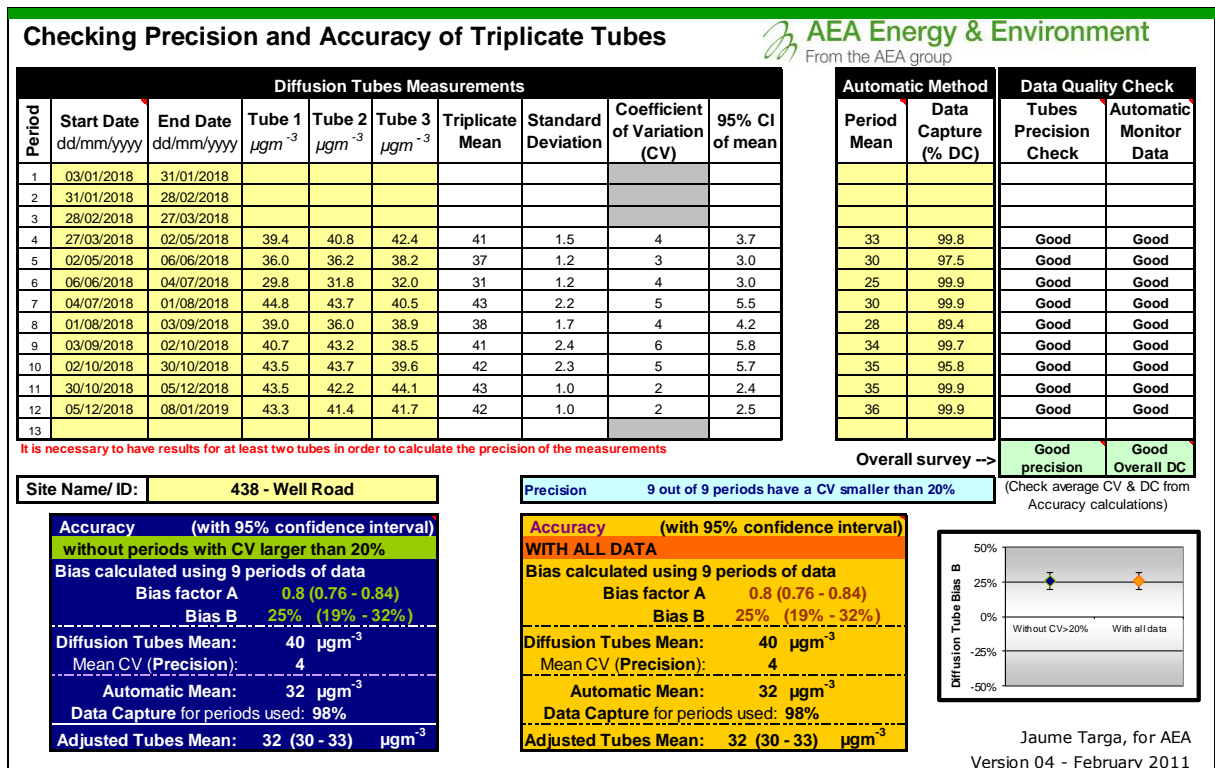 Checking Precision and Accuracy of Triplicate Tubes
AEA Energy & Environment
From the AEA group
Diffusion Tubes Measurements
Automatic Method
Data Quality Check
Period Start Date dd/mm/yyyy End Date dd/mm/yyyy Tube 1 µgm-3 Tube 2 µgm-3 Tube 3 µgm-3 Triplicate Mean Standard Deviation Coefficient of Variation (CV) 95% CI of mean Period Mean Data Capture (% DC) Tubes Precision Check Automatic Monitor Data
1 03/01/2018 31/01/2018
2 31/01/2018 28/02/2018
3 28/02/2018 27/03/2018
4 27/03/2018 02/05/2018 39.4 40.8 42.4 41 1.5 4 3.7 33 99.8 Good Good
5 02/05/2018 06/06/2018 36.0 36.2 38.2 37 1.2 3 3.0 30 97.5 Good Good
6 06/06/2018 04/07/2018 29.8 31.8 32.0 31 1.2 4 3.0 25 99.9 Good Good
7 04/07/2018 01/08/2018 44.8 43.7 40.5 43 2.2 5 5.5 30 99.9 Good Good
8 01/08/2018 03/09/2018 39.0 36.0 38.9 38 1.7 4 4.2 28 89.4 Good Good
9 03/09/2018 02/10/2018 40.7 43.2 38.5 41 2.4 6 5.8 34 99.7 Good Good
10 02/10/2018 30/10/2018 43.5 43.7 39.6 42 2.3 5 5.7 35 95.8 Good Good
11 30/10/2018 05/12/2018 43.5 42.2 44.1 43 1.0 2 2.4 35 99.9 Good Good
12 05/12/2018 08/01/2019 43.3 41.4 41.7 42 1.0 2 2.5 36 99.9 Good Good
13
It is necessary to have results for at least two tubes in order to calculate the precision of the measurements
Overall survey --> Good precision Good Overall DC
Site Name/ ID: 438 - Well Road
Precision 9 out of 9 periods have a CV smaller than 20%
(Check average CV & DC from
Accuracy calculations)
Accuracy (with 95% confidence interval)
without periods with CV larger than 20%
Bias calculated using 9 periods of data
Bias factor A 0.8 (0.76 - 0.84)
Bias B 25% (19% - 32%)
Diffusion Tubes Mean: 40 µgm-3
Mean CV (Precision): 4
Automatic Mean: 32 µgm-3
Data Capture for periods used: 98%
Adjusted Tubes Mean: 32 (30 - 33) µgm-3
Accuracy (with 95% confidence interval)
WITH ALL DATA
Bias calculated using 9 periods of data
Bias factor A 0.8 (0.76 - 0.84)
Bias B 25% (19% - 32%)
Diffusion Tubes Mean: 40 µgm-3
Mean CV (Precision): 4
Automatic Mean: 32 µgm-3
Data Capture for periods used: 98%
Adjusted Tubes Mean: 32 (30 - 33) µgm-3
Diffusion Tube Bias B
50%
25%
0%
-25%
-50%
Without CV>20% With all data
Jaume Targa, for AEA
Version 04 - February 2011